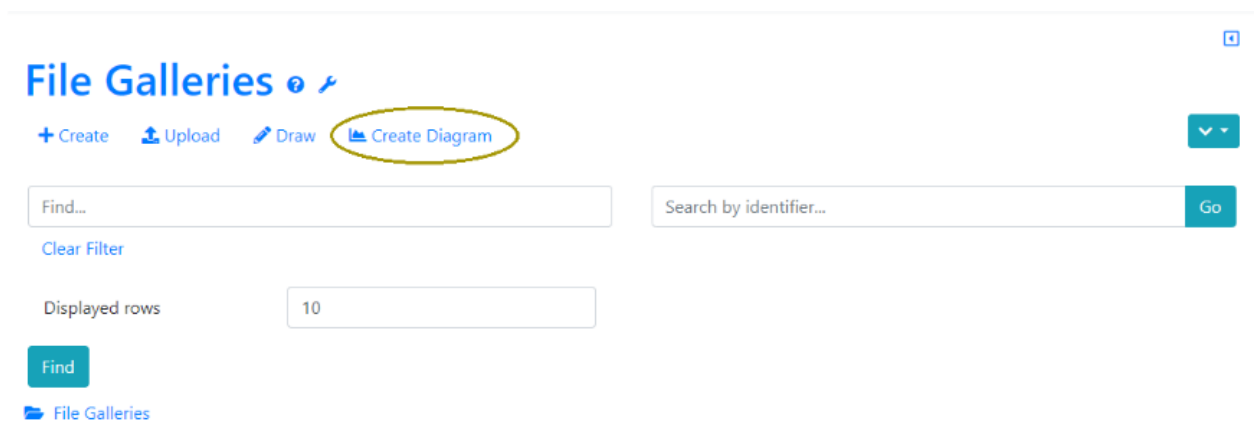 File Galleries
Create Upload Draw Create Diagram
Find... Search by identifier... Go
Clear Filter
Displayed rows 10
Find
File Galleries